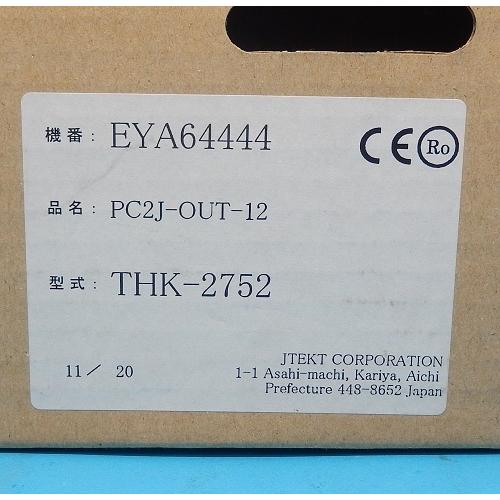 機番: EYA64444
CE Ro
品名: PC2J-OUT-12
型式: THK-2752
11/ 20
JTEKT CORPORATION
1-1 Asahi-machi, Kariya, Aichi
Prefecture 448-8652 Japan